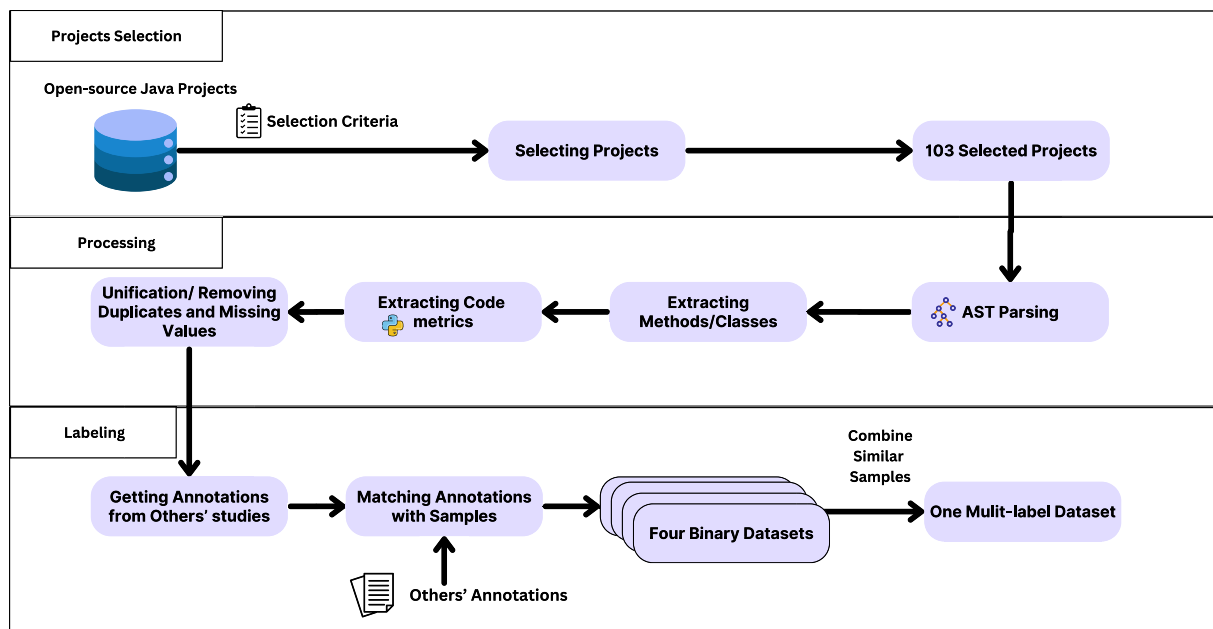 Projects Selection
Open-source Java Projects
Selection Criteria
Selecting Projects
103 Selected Projects
Processing
Unification/ Removing
Duplicates and Missing
Values
Extracting Code
metrics
Extracting
Methods/Classes
AST Parsing
Labeling
Combine
Similar
Samples
Getting Annotations
from Others' studies
Matching Annotations
with Samples
Four Binary Datasets
One Mulit-label Dataset
Others' Annotations